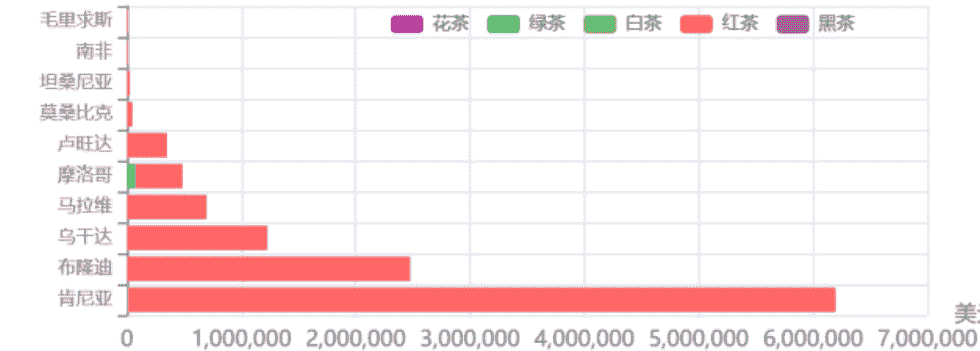 花茶 绿茶 白茶 红茶 黑茶
毛里求斯
南非
坦桑尼亚
莫桑比克
卢旺达
摩洛哥
马拉维
乌干达
布隆迪
肯尼亚
美
0 1,000,000 2,000,000 3,000,000 4,000,000 5,000,000 6,000,000 7,000,000